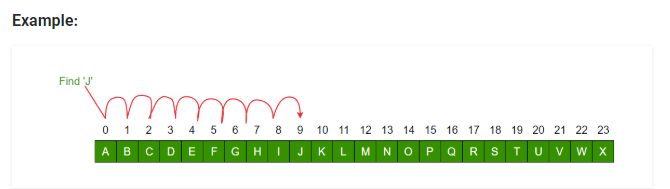 Example:
Find 'J'
0 1 2 3 4 5 6 7 8 9 10 11 12 13 14 15 16 17 18 19 20 21 22 23
A B C D E F G H I J K L M N O P Q R S T U V W X